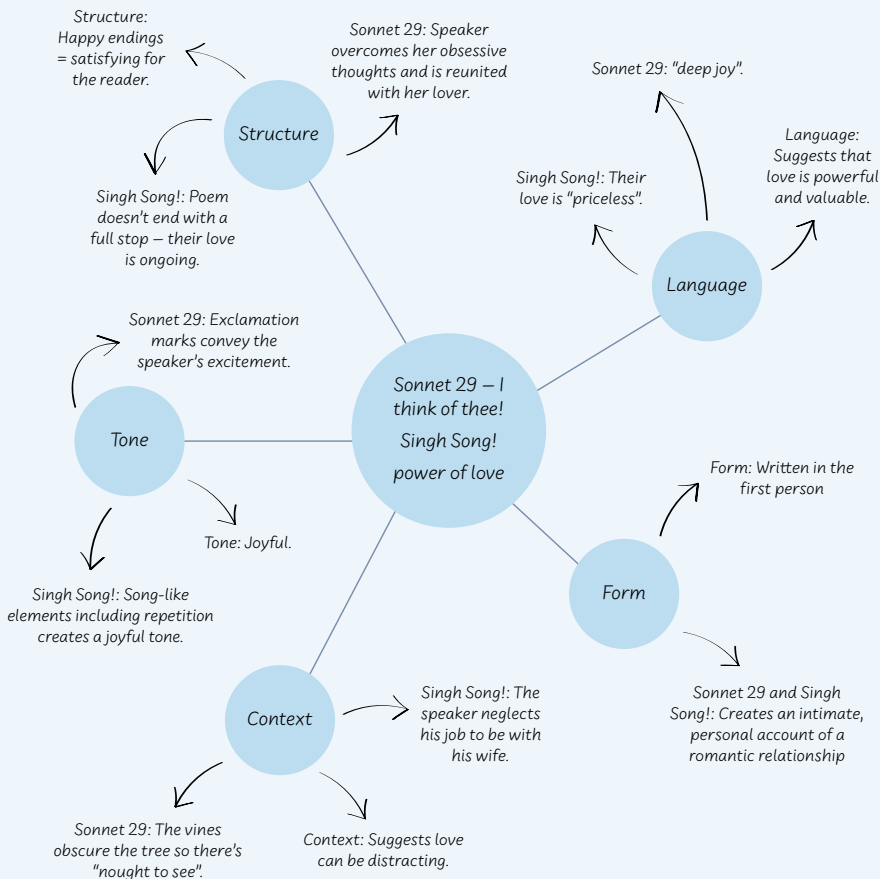 Structure:
Happy endings
= satisfying for
the reader.
Sonnet 29: Speaker
overcomes her obsessive
thoughts and is reunited
with her lover.
Structure
Singh Song!: Poem
doesn't end with a
full stop – their love
is ongoing.
Sonnet 29: "deep joy".
Language:
Suggests that
love is powerful
and valuable.
Singh Song!: Their
love is "priceless".
Language
Sonnet 29: Exclamation
marks convey the
speaker's excitement.
Tone
Tone: Joyful.
Singh Song!: Song-like
elements including repetition
creates a joyful tone.
Sonnet 29 – I
think of thee!
Singh Song!
power of love
Form: Written in the
first person
Form
Sonnet 29 and Singh
Song!: Creates an intimate,
personal account of a
romantic relationship
Context
Singh Song!: The
speaker neglects
his job to be with
his wife.
Sonnet 29: The vines
obscure the tree so there's
"nought to see".
Context: Suggests love
can be distracting.